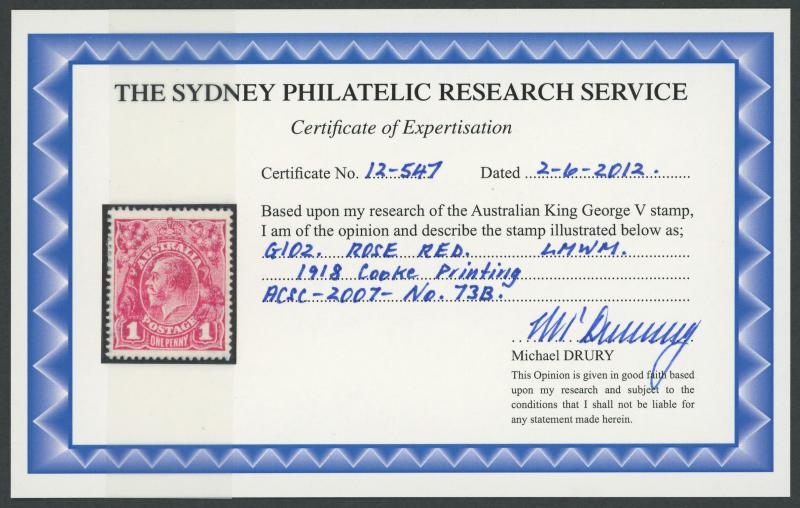 THE SYDNEY PHILATELIC RESEARCH SERVICE
Certificate of Expertisation
Certificate No. 12-547 Dated 2-6-2012.
Based upon my research of the Australian King George V stamp,
I am of the opinion and describe the stamp illustrated below as;
G102. ROSE RED. LMWM.
1918 Cooke Printing
ACSC-2007- No. 73B.
M Drury
Michael DRURY
This Opinion is given in good faith based
upon my research and subject to the
conditions that I shall not be liable for
any statement made herein.
AUSTRALIA
POSTAGE
1 1
ONE PENNY